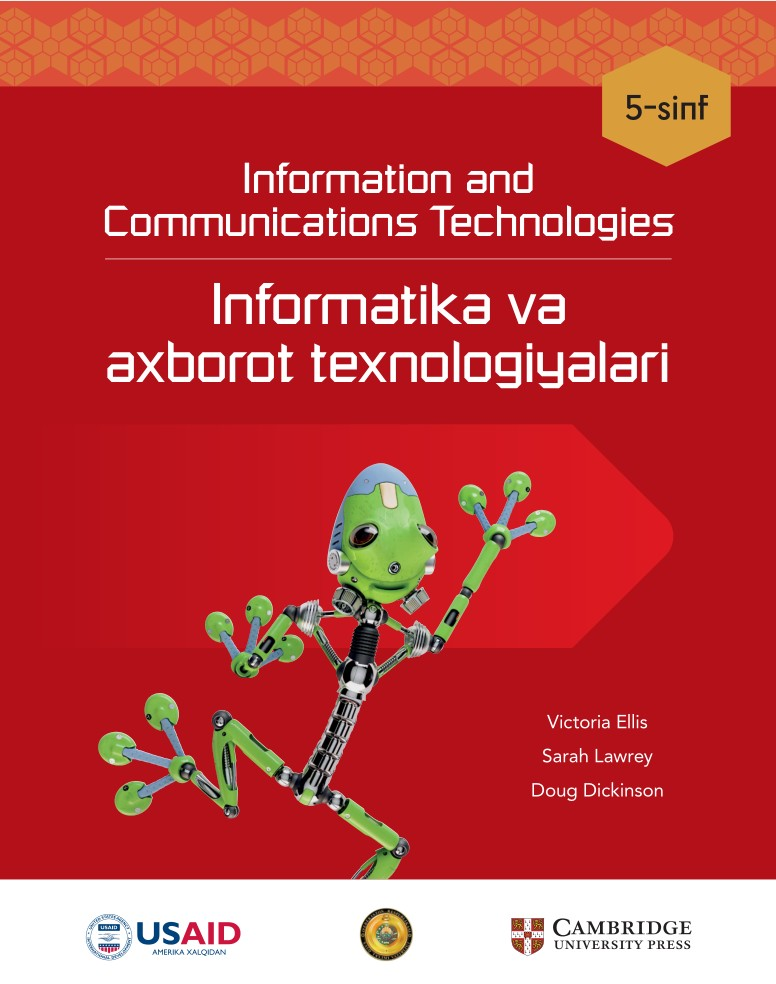 5-sinf
Information and
Communications Technologies
Informatika va
axborot texnologiyalari
Victoria Ellis
Sarah Lawrey
Doug Dickinson
USAID
USAID
AMERIKA XALQIDAN
CAMBRIDGE
UNIVERSITY PRESS